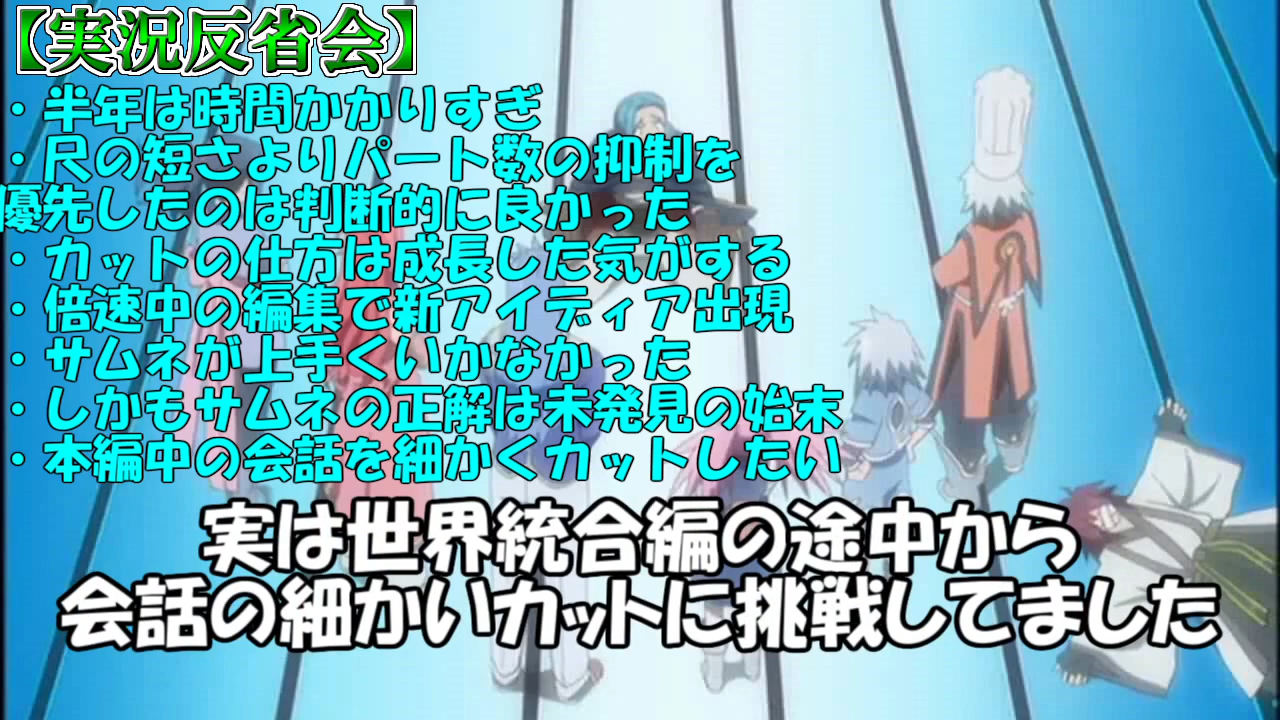 【実況反省会】
・半年は時間かかりすぎ
・尺の短さよりパート数の抑制を
優先したのは判断的に良かった
・カットの仕方は成長した気がする
・倍速中の編集で新アイディア出現
・サムネが上手くいかなかった
・しかもサムネの正解は未発見の始末
・本編中の会話を細かくカットしたい
実は世界統合編の途中から
会話の細かいカットに挑戦してました